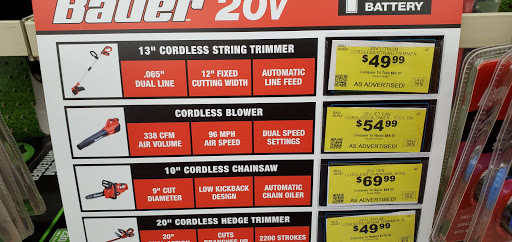 Bauer 20V
BATTERY
13" CORDLESS STRING TRIMMER
.065" DUAL LINE
12" FIXED CUTTING WIDTH
AUTOMATIC LINE FEED
$49.99
AS ADVERTISED!
CORDLESS BLOWER
338 CFM AIR VOLUME
96 MPH AIR SPEED
DUAL SPEED SETTINGS
$54.99
AS ADVERTISED!
10" CORDLESS CHAINSAW
9" CUT DIAMETER
LOW KICKBACK DESIGN
AUTOMATIC CHAIN OILER
$69.99
20" CORDLESS HEDGE TRIMMER
20"
CUTS
2200 STROKES
$49.99